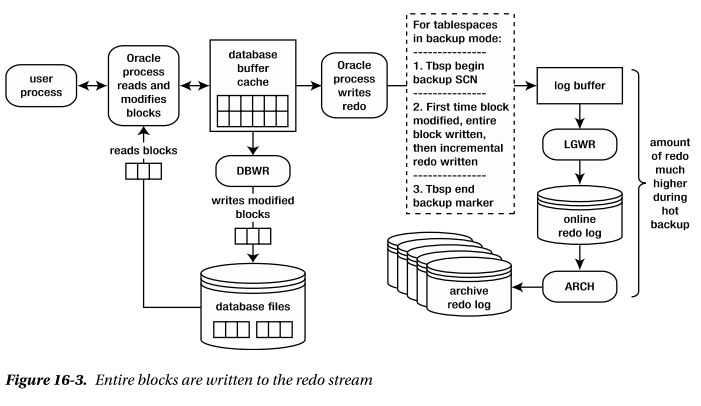 user
process
Oracle
process
reads and
modifies
blocks
database
buffer
cache
Oracle
process
writes
redo
For tablespaces
in backup mode:
---------------
1. Tbsp begin
backup SCN
---------------
2. First time block
modified, entire
block written,
then incremental
redo written
---------------
3. Tbsp end
backup marker
log buffer
LGWR
online
redo log
ARCH
archive
redo log
amount
of redo
much
higher
during
hot
backup
reads blocks
DBWR
writes modified
blocks
database files
Figure 16-3. Entire blocks are written to the redo stream